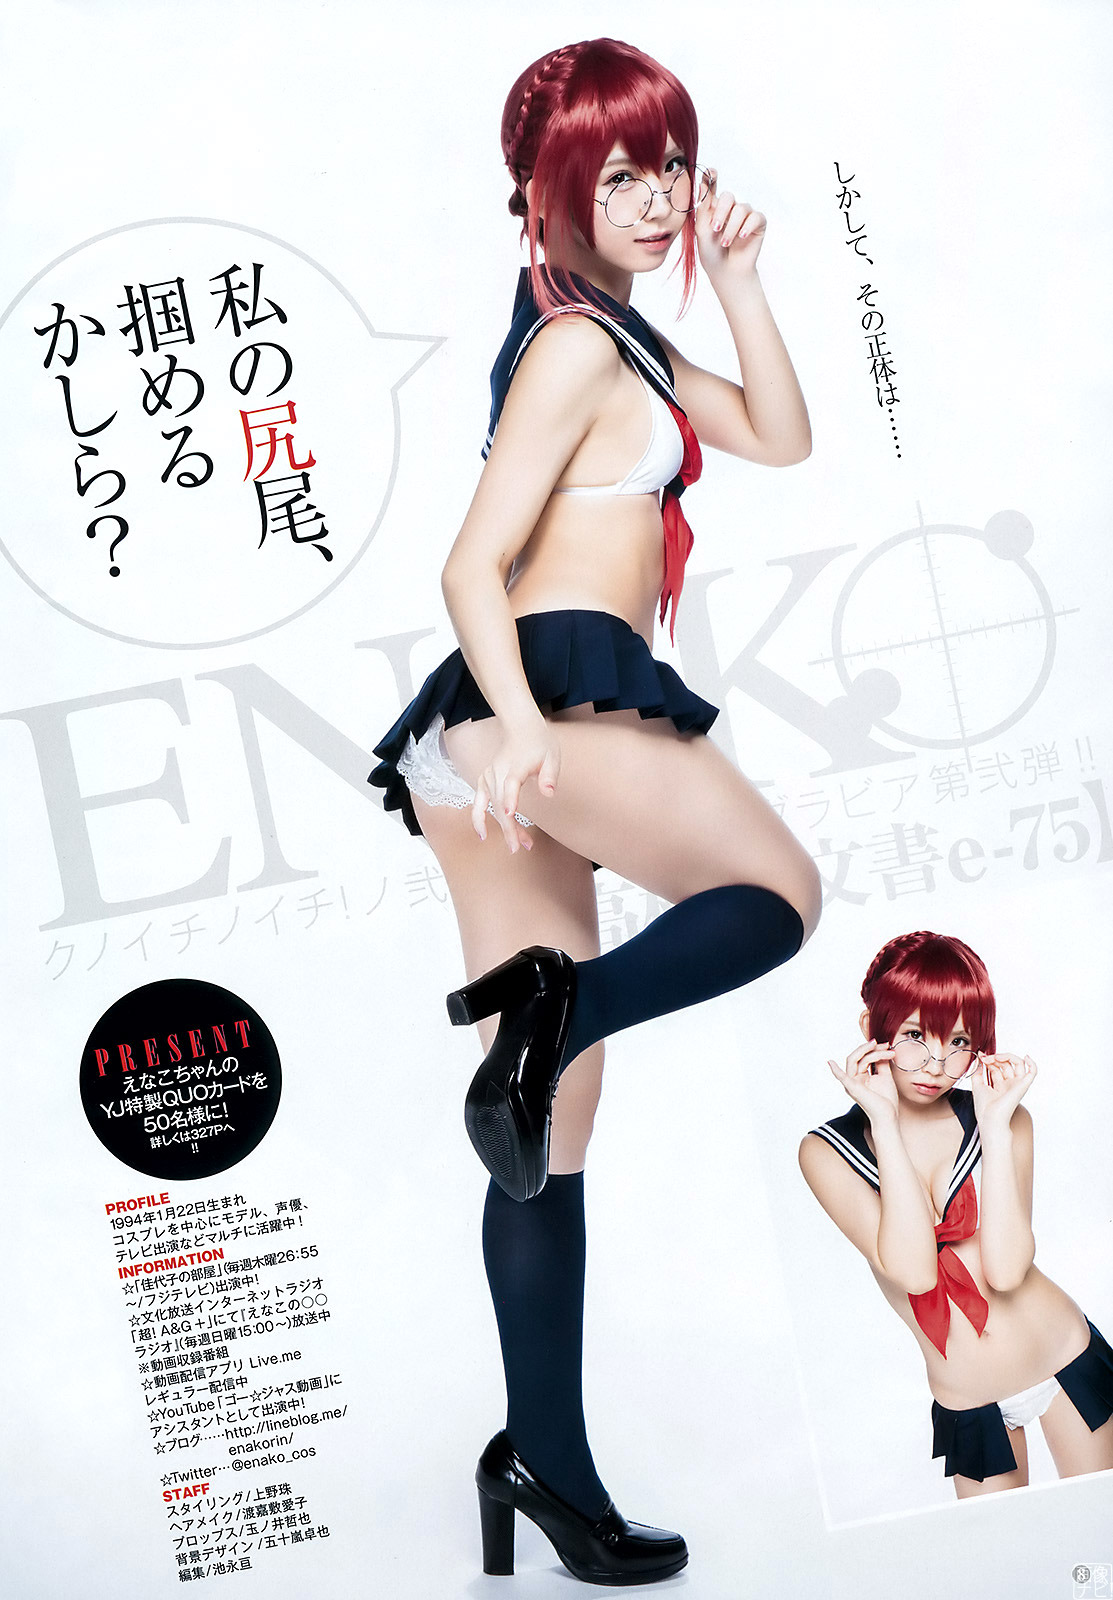 しかして、その正体は……
私の尻尾、
掴める
かしら？
ENAKO
グラビア第弐弾!!
クノイチノイチ!ノ弐
文書e-75
PRESENT
えなこちゃんの
YJ特製QUOカードを
50名様に!
詳しくは327Pへ
!!
PROFILE
1994年1月22日生まれ
コスプレを中心にモデル、声優、
テレビ出演などマルチに活躍中!
INFORMATION
☆「佳代子の部屋」(毎週木曜26:55
～/フジテレビ)出演中!
☆文化放送インターネットラジオ
「超! A&G＋」にて『えなこの○○
ラジオ』(毎週日曜15:00～)放送中
※動画収録番組
☆動画配信アプリ Live.me
レギュラー配信中
☆YouTube「ゴー☆ジャス動画」に
アシスタントとして出演中!
☆ブログ……http://lineblog.me/
enakorin/
☆Twitter…@enako_cos
STAFF
スタイリング/上野珠
ヘアメイク/渡嘉敷愛子
プロップス/玉ノ井哲也
背景デザイン/五十嵐卓也
編集/池永亘